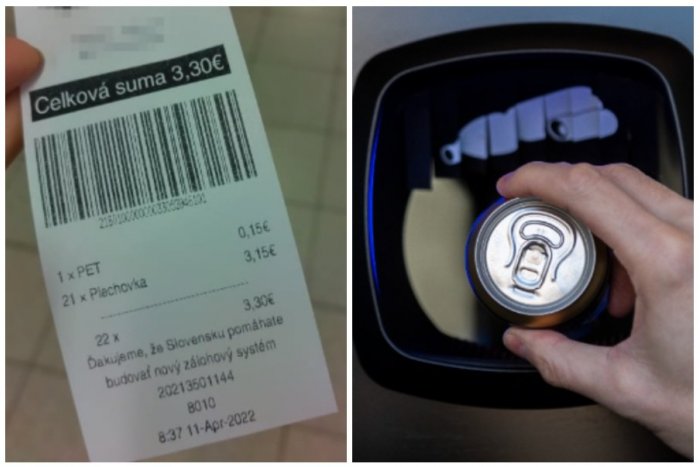 Celková suma 3,30€
1 x PET 0,15€
21 x Plechovka 3,15€
22 x 3,30€
Ďakujeme, že Slovensku pomáhate
budovať nový zálohový systém
20213501144
8010
8:37 11-Apr-2022